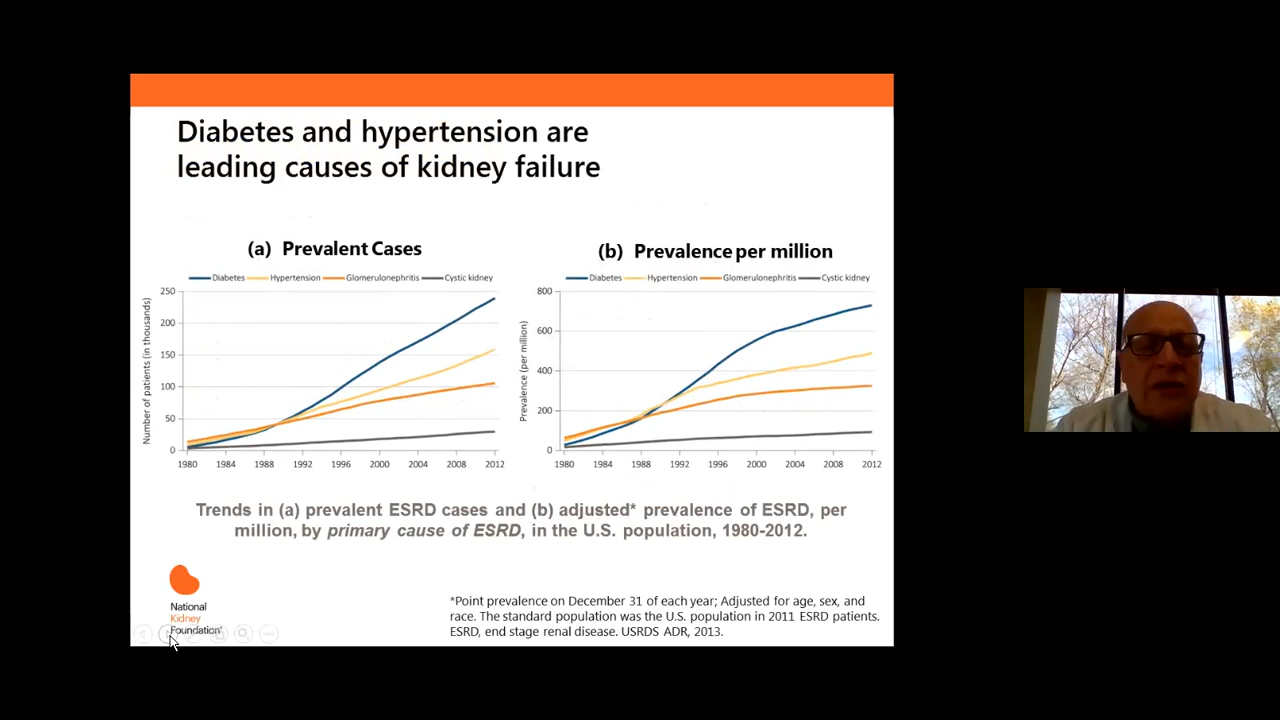 Diabetes and hypertension are
leading causes of kidney failure
(a) Prevalent Cases
Diabetes Hypertension Glomerulonephritis Cystic kidney
Number of patients (in thousands)
250
200
150
100
50
0
1980 1984 1988 1992 1996 2000 2004 2008 2012
(b) Prevalence per million
Diabetes Hypertension Glomerulonephritis Cystic kidney
Prevalence (per million)
800
600
400
200
0
1980 1984 1988 1992 1996 2000 2004 2008 2012
Trends in (a) prevalent ESRD cases and (b) adjusted* prevalence of ESRD, per
million, by primary cause of ESRD, in the U.S. population, 1980-2012.
National
Kidney
Foundation®
*Point prevalence on December 31 of each year; Adjusted for age, sex, and
race. The standard population was the U.S. population in 2011 ESRD patients.
ESRD, end stage renal disease. USRDS ADR, 2013.